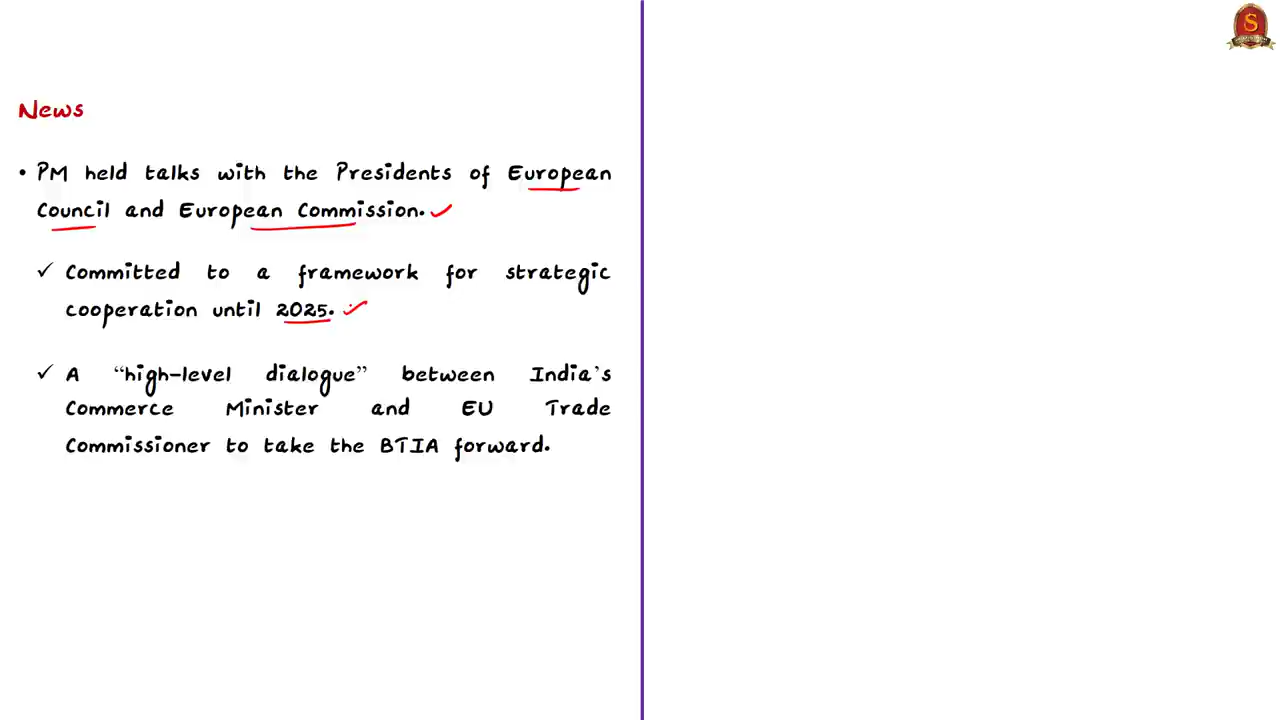 News
• PM held talks with the Presidents of European
Council and European Commission.
✓ Committed to a framework for strategic
cooperation until 2025.
✓ A “high-level dialogue” between India's
Commerce Minister and EU Trade
Commissioner to take the BTIA forward.
S